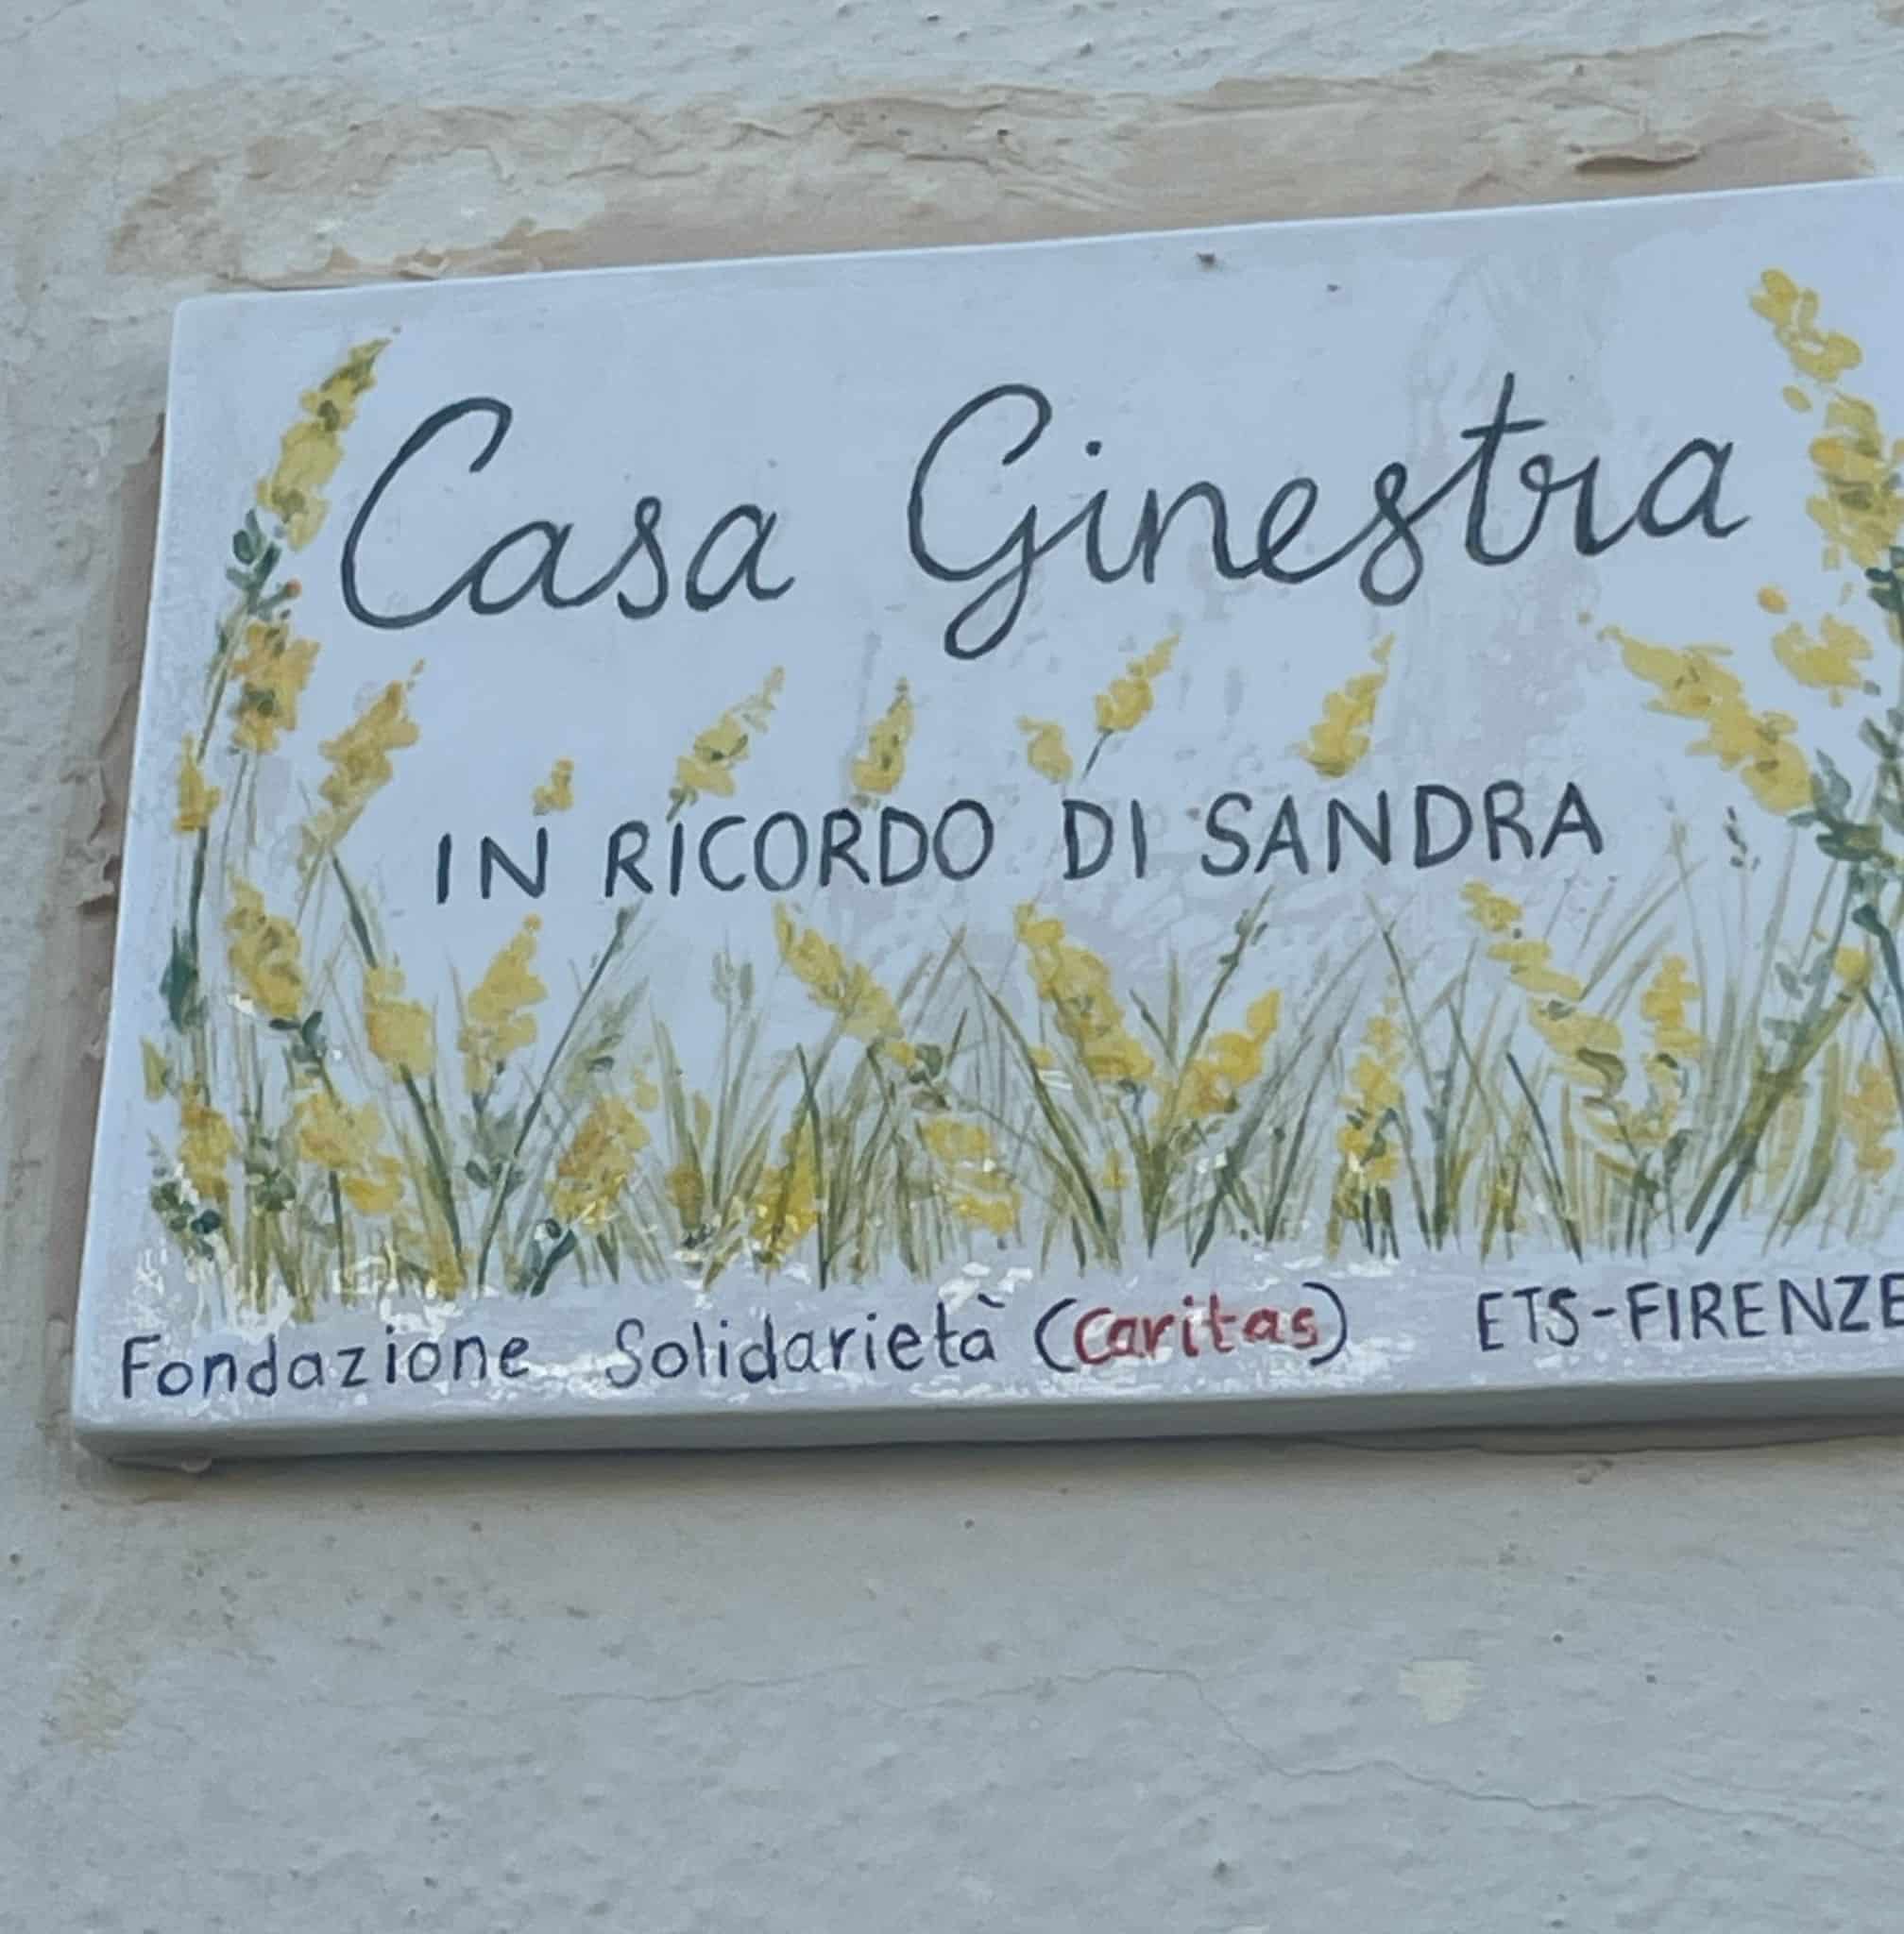 Casa Ginestra
IN RICORDO DI SANDRA
Fondazione Solidarietà (Caritas) ETS-FIRENZE